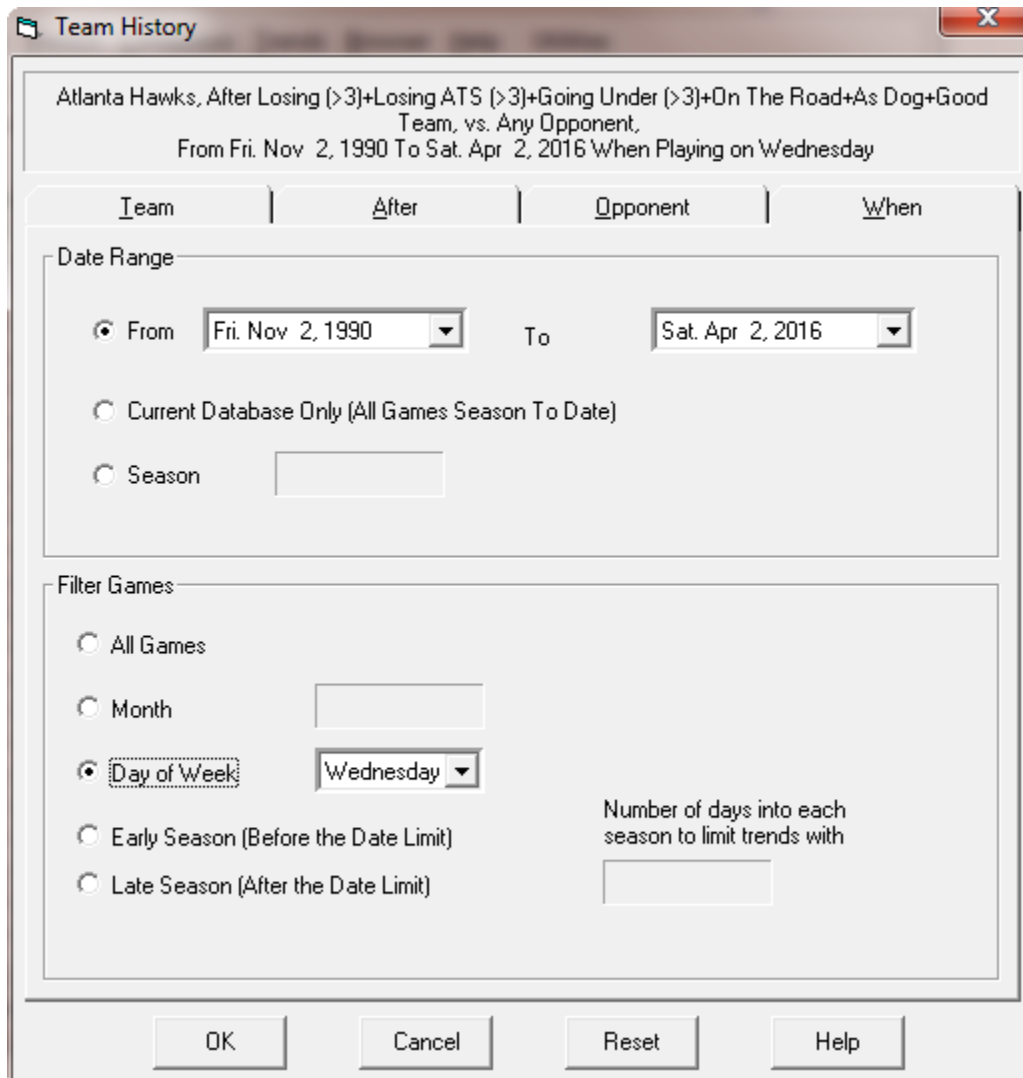 Team History
X
Atlanta Hawks, After Losing (>3)+Losing ATS (>3)+Going Under (>3)+On The Road+As Dog+Good
Team, vs. Any Opponent,
From Fri. Nov 2, 1990 To Sat. Apr 2, 2016 When Playing on Wednesday
Team After Opponent When
Date Range
From Fri. Nov 2, 1990 To Sat. Apr 2, 2016
Current Database Only (All Games Season To Date)
Season
Filter Games
All Games
Month
Day of Week Wednesday
Number of days into each
season to limit trends with
Early Season (Before the Date Limit)
Late Season (After the Date Limit)
OK Cancel Reset Help